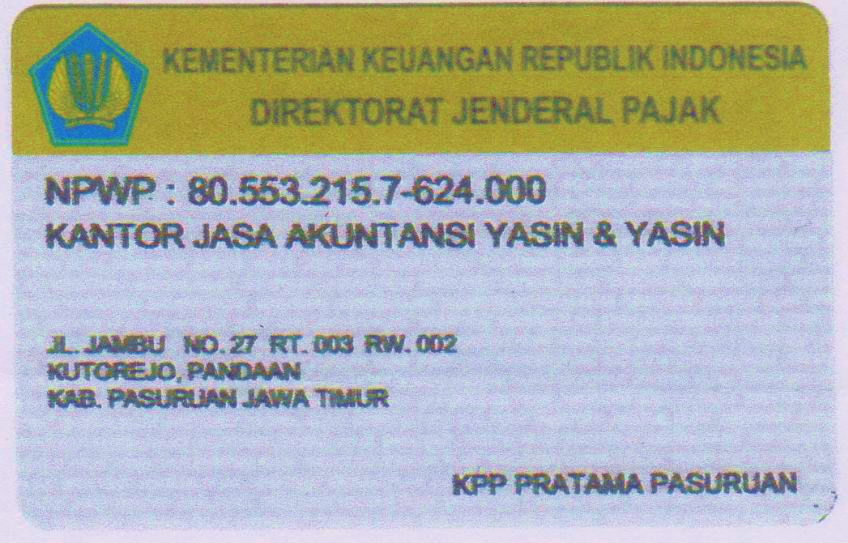 KEMENTERIAN KEUANGAN REPUBLIK INDONESIA
DIREKTORAT JENDERAL PAJAK
NPWP : 80.553.215.7-624.000
KANTOR JASA AKUNTANSI YASIN & YASIN
JL. JAMBU NO. 27 RT. 003 RW. 002
KUTOREJO, PANDAAN
KAB. PASURUAN JAWA TIMUR
KPP PRATAMA PASURUAN